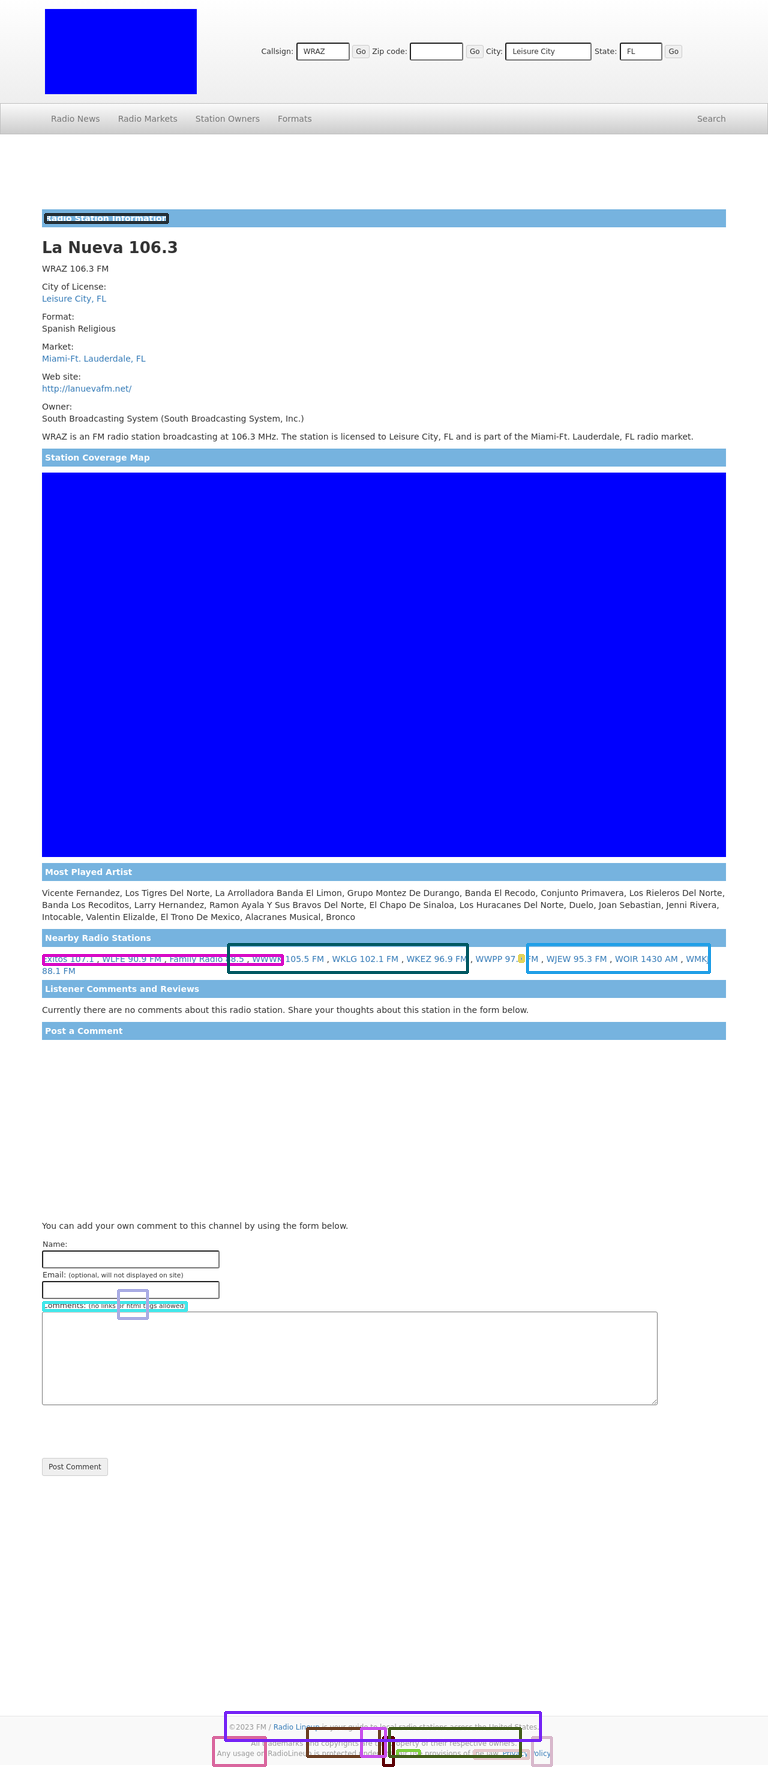 Callsign: WRAZ Go Zip code: Go City: Leisure City State: FL Go
Radio News Radio Markets Station Owners Formats Search
Radio Station Information
La Nueva 106.3
WRAZ 106.3 FM
City of License:
Leisure City, FL
Format:
Spanish Religious
Market:
Miami-Ft. Lauderdale, FL
Web site:
http://lanuevafm.net/
Owner:
South Broadcasting System (South Broadcasting System, Inc.)
WRAZ is an FM radio station broadcasting at 106.3 MHz. The station is licensed to Leisure City, FL and is part of the Miami-Ft. Lauderdale, FL radio market.
Station Coverage Map
Most Played Artist
Vicente Fernandez, Los Tigres Del Norte, La Arrolladora Banda El Limon, Grupo Montez De Durango, Banda El Recodo, Conjunto Primavera, Los Rieleros Del Norte,
Banda Los Recoditos, Larry Hernandez, Ramon Ayala Y Sus Bravos Del Norte, El Chapo De Sinaloa, Los Huracanes Del Norte, Duelo, Joan Sebastian, Jenni Rivera,
Intocable, Valentin Elizalde, El Trono De Mexico, Alacranes Musical, Bronco
Nearby Radio Stations
Exitos 107.1 , WLFE 90.9 FM , Family Radio 88.5 , WWWK 105.5 FM , WKLG 102.1 FM , WKEZ 96.9 FM , WWPP FM , WJEW 95.3 FM , WOIR 1430 AM , WMKJ
88.1 FM
Listener Comments and Reviews
Currently there are no comments about this radio station. Share your thoughts about this station in the form below.
Post a Comment
You can add your own comment to this channel by using the form below.
Name:
Email: (optional, will not displayed on site)
Comments: (no links or html tags allowed)
Post Comment
©2023 FM / Radio Lineup is your guide to local radio stations across the United States.
All trademarks and copyrights are property of their respective owners.
Any usage of RadioLineup is protected under provisions of the law. Privacy Policy